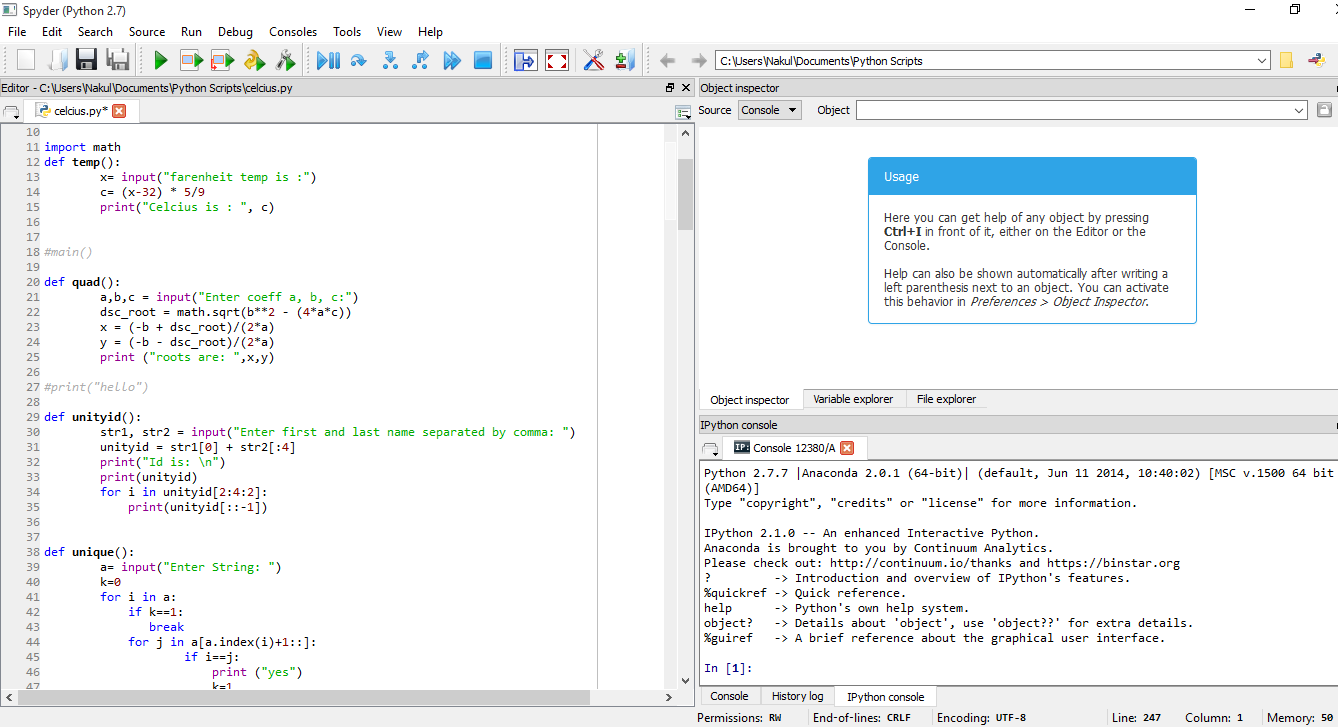 Spyder (Python 2.7)
File Edit Search Source Run Debug Consoles Tools View Help
C:\Users\Nakul\Documents\Python Scripts
Editor - C:\Users\Nakul\Documents\Python Scripts\celcius.py
celcius.py*
10
11 import math
12 def temp():
13         x= input("farenheit temp is :")
14         c= (x-32) * 5/9
15         print("Celcius is : ", c)
16
17
18 #main()
19
20 def quad():
21         a,b,c = input("Enter coeff a, b, c:")
22         dsc_root = math.sqrt(b**2 - (4*a*c))
23         x = (-b + dsc_root)/(2*a)
24         y = (-b - dsc_root)/(2*a)
25         print ("roots are: ",x,y)
26
27 #print("hello")
28
29 def unityid():
30         str1, str2 = input("Enter first and last name separated by comma: ")
31         unityid = str1[0] + str2[:4]
32         print("Id is: \n")
33         print(unityid)
34         for i in unityid[2:4:2]:
35             print(unityid[::-1])
36
37
38 def unique():
39         a= input("Enter String: ")
40         k=0
41         for i in a:
42             if k==1:
43                break
44             for j in a[a.index(i)+1::]:
45                     if i==j:
46                         print ("yes")
47                         k=1
Object inspector
Source Console Object
Usage
Here you can get help of any object by pressing
Ctrl+I in front of it, either on the Editor or the
Console.
Help can also be shown automatically after writing a
left parenthesis next to an object. You can activate
this behavior in Preferences > Object Inspector.
Object inspector Variable explorer File explorer
IPython console
IP: Console 12380/A
Python 2.7.7 |Anaconda 2.0.1 (64-bit)| (default, Jun 11 2014, 10:40:02) [MSC v.1500 64 bit
(AMD64)]
Type "copyright", "credits" or "license" for more information.
IPython 2.1.0 -- An enhanced Interactive Python.
Anaconda is brought to you by Continuum Analytics.
Please check out: http://continuum.io/thanks and https://binstar.org
?         -> Introduction and overview of IPython's features.
%quickref -> Quick reference.
help      -> Python's own help system.
object?   -> Details about 'object', use 'object??' for extra details.
%guiref   -> A brief reference about the graphical user interface.
In [1]:
Console History log IPython console
Permissions: RW End-of-lines: CRLF Encoding: UTF-8 Line: 247 Column: 1 Memory: 50